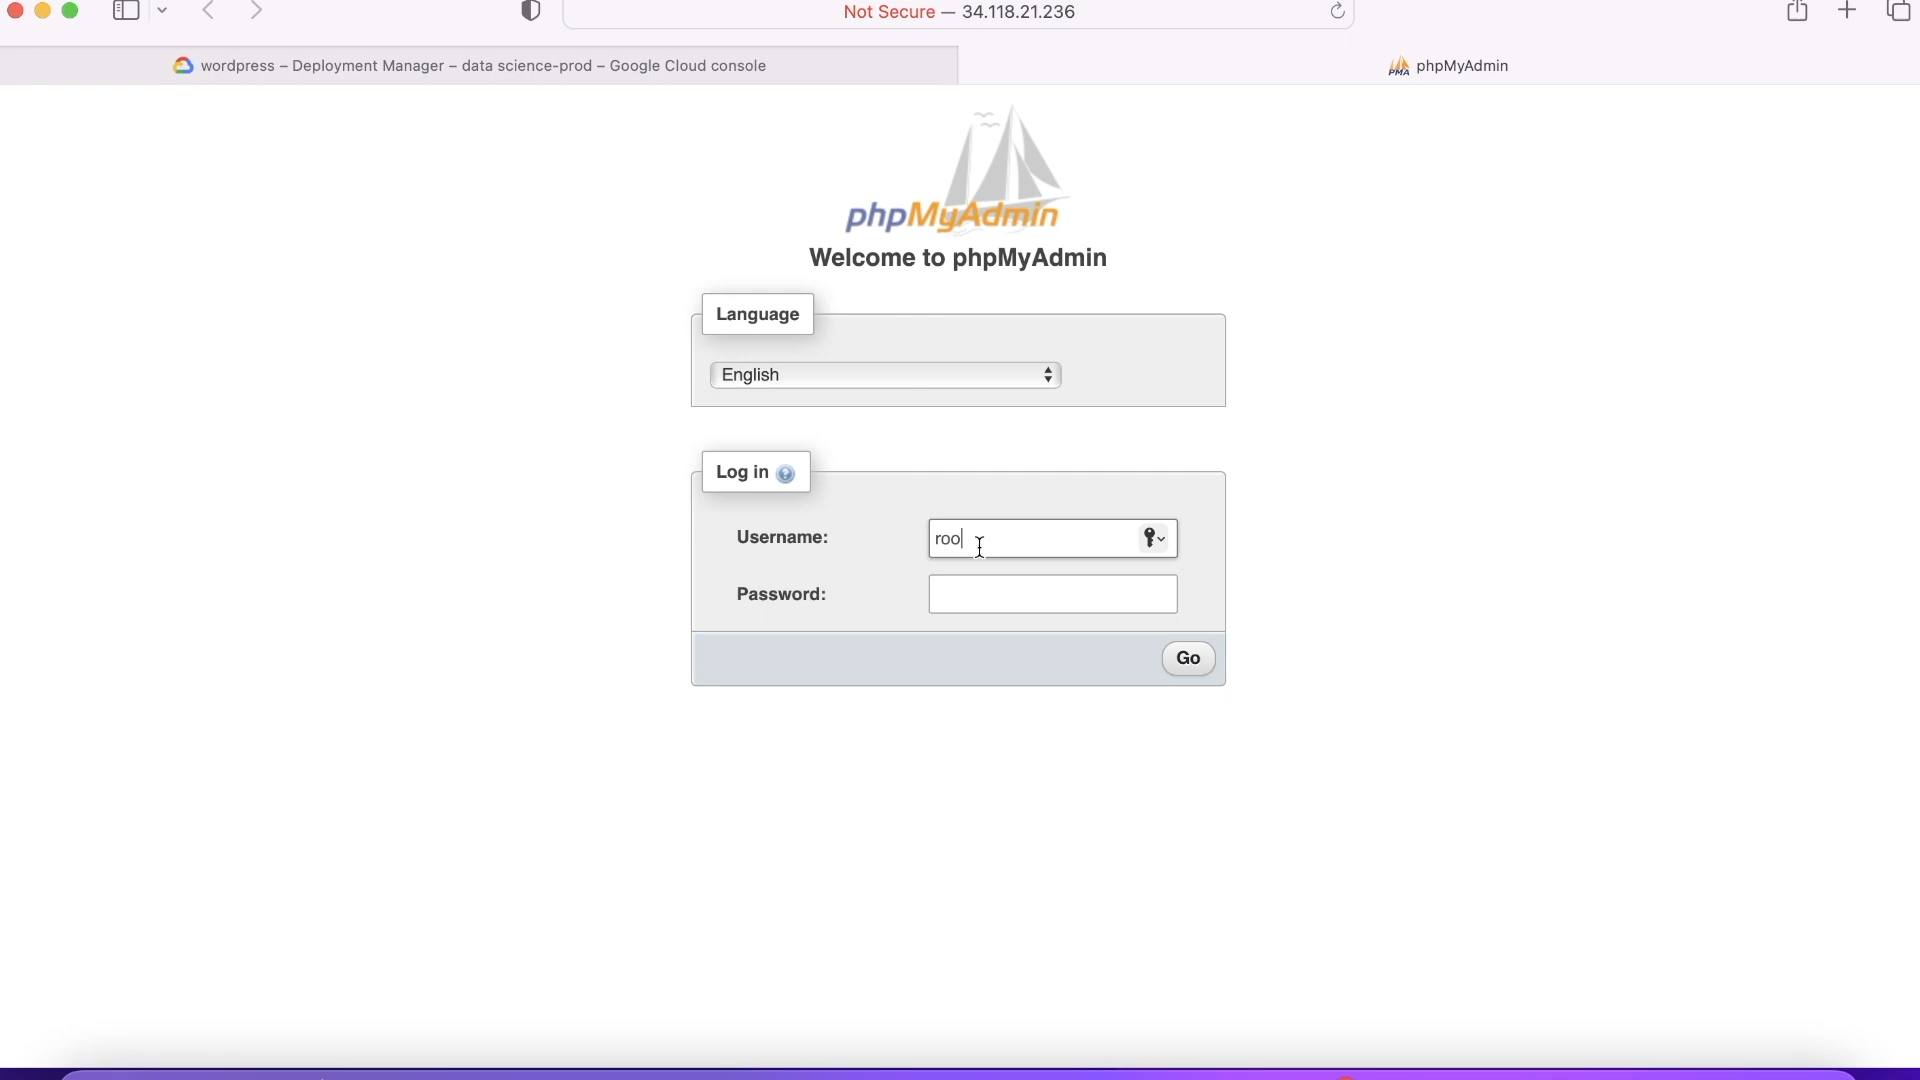 Not Secure — 34.118.21.236
wordpress – Deployment Manager – data science-prod – Google Cloud console
PMA phpMyAdmin
phpMyAdmin
Welcome to phpMyAdmin
Language
English
Log in
Username: roo
Password:
Go